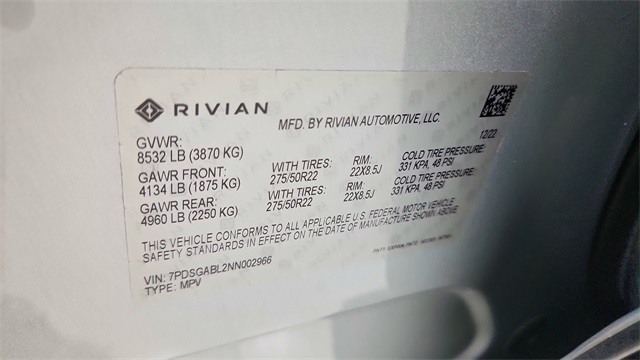 RIVIAN
MFD. BY RIVIAN AUTOMOTIVE, LLC.
12/22
GVWR:
8532 LB (3870 KG)
GAWR FRONT: WITH TIRES: RIM: COLD TIRE PRESSURE:
4134 LB (1875 KG) 275/50R22 22X8.5J 331 KPA, 48 PSI
GAWR REAR: WITH TIRES: RIM: COLD TIRE PRESSURE:
4960 LB (2250 KG) 275/50R22 22X8.5J 331 KPA, 48 PSI
THIS VEHICLE CONFORMS TO ALL APPLICABLE U.S. FEDERAL MOTOR VEHICLE
SAFETY STANDARDS IN EFFECT ON THE DATE OF MANUFACTURE SHOWN ABOVE
VIN: 7PDSGABL2NN002966
TYPE: MPV